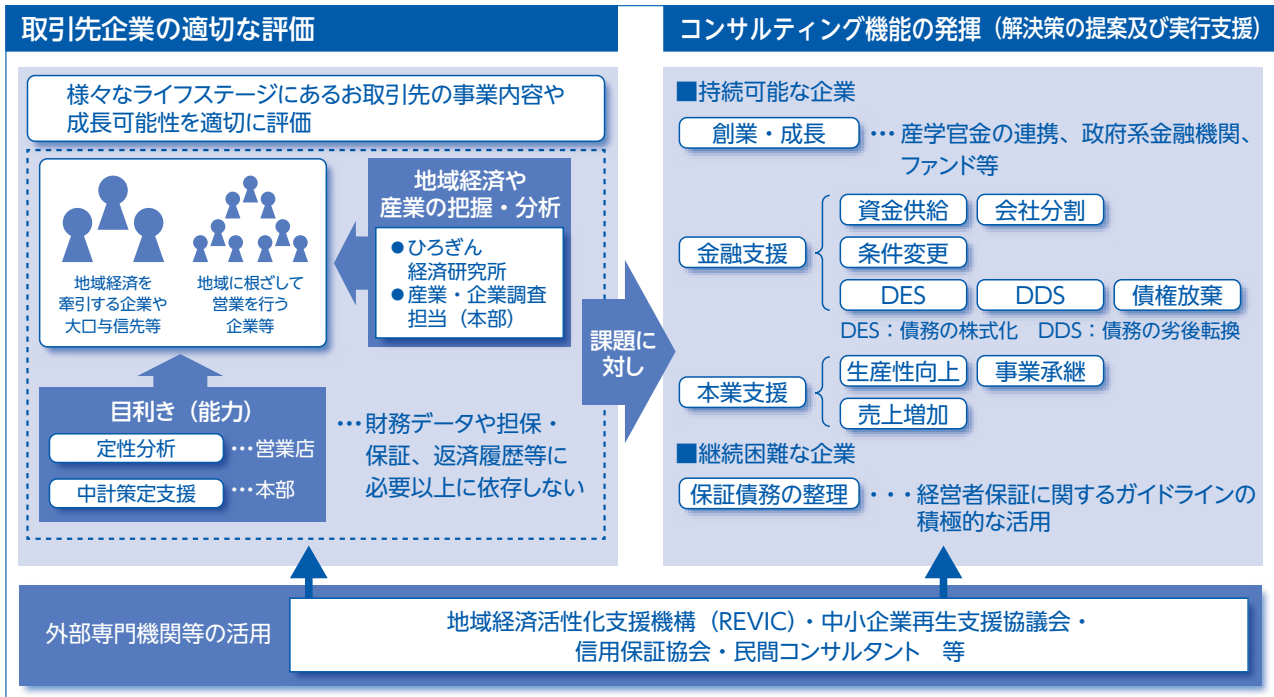 取引先企業の適切な評価
様々なライフステージにあるお取引先の事業内容や
成長可能性を適切に評価
地域経済を
牽引する企業や
大口与信先等
地域に根ざして
営業を行う
企業等
地域経済や
産業の把握・分析
●ひろぎん
経済研究所
●産業・企業調査
担当（本部）
目利き（能力）
定性分析 …営業店
中計策定支援 …本部
…財務データや担保・
保証、返済履歴等に
必要以上に依存しない
課題に
対し
コンサルティング機能の発揮（解決策の提案及び実行支援）
■持続可能な企業
創業・成長 …産学官金の連携、政府系金融機関、
ファンド等
金融支援
資金供給 会社分割
条件変更
DES DDS 債権放棄
DES：債務の株式化 DDS：債務の劣後転換
本業支援
生産性向上 事業承継
売上増加
■継続困難な企業
保証債務の整理 ・・・経営者保証に関するガイドラインの
積極的な活用
外部専門機関等の活用
地域経済活性化支援機構（REVIC）・中小企業再生支援協議会・
信用保証協会・民間コンサルタント 等